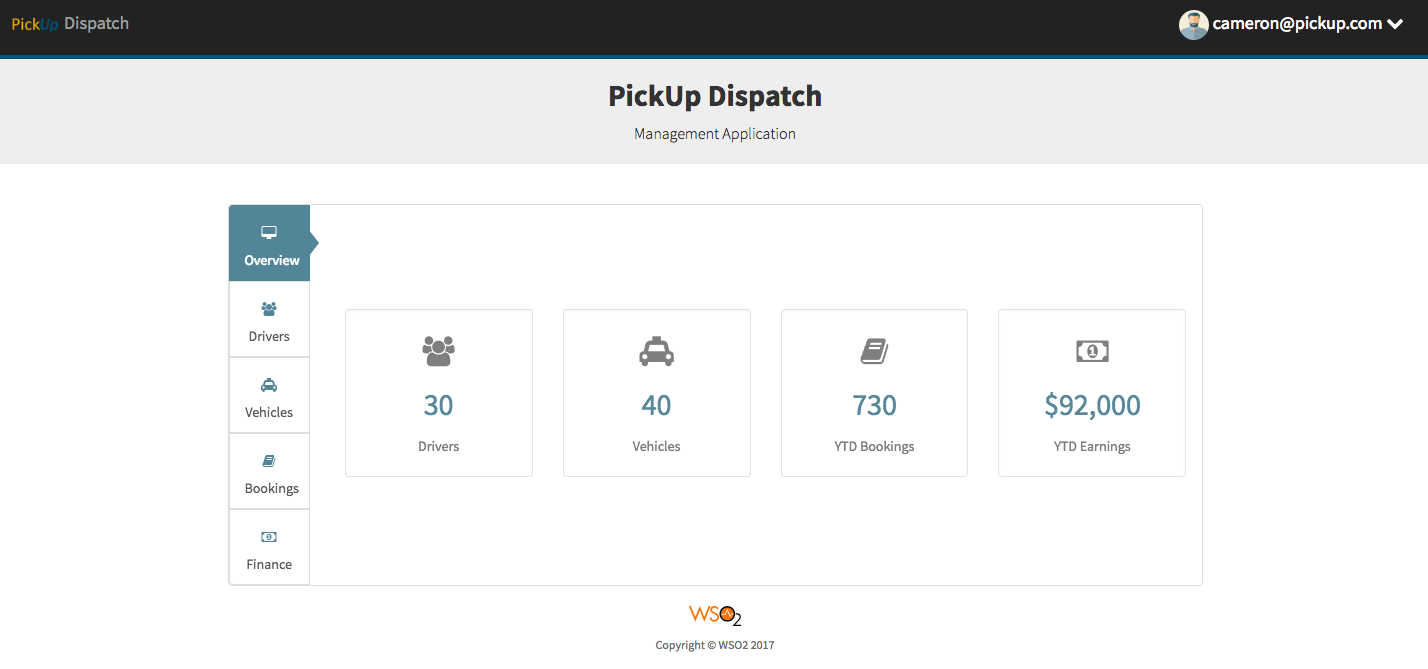 PickUp Dispatch
cameron@pickup.com
PickUp Dispatch
Management Application
Overview
Drivers
Vehicles
Bookings
Finance
30
Drivers
40
Vehicles
730
YTD Bookings
1
$92,000
YTD Earnings
WSO2
Copyright © WSO2 2017